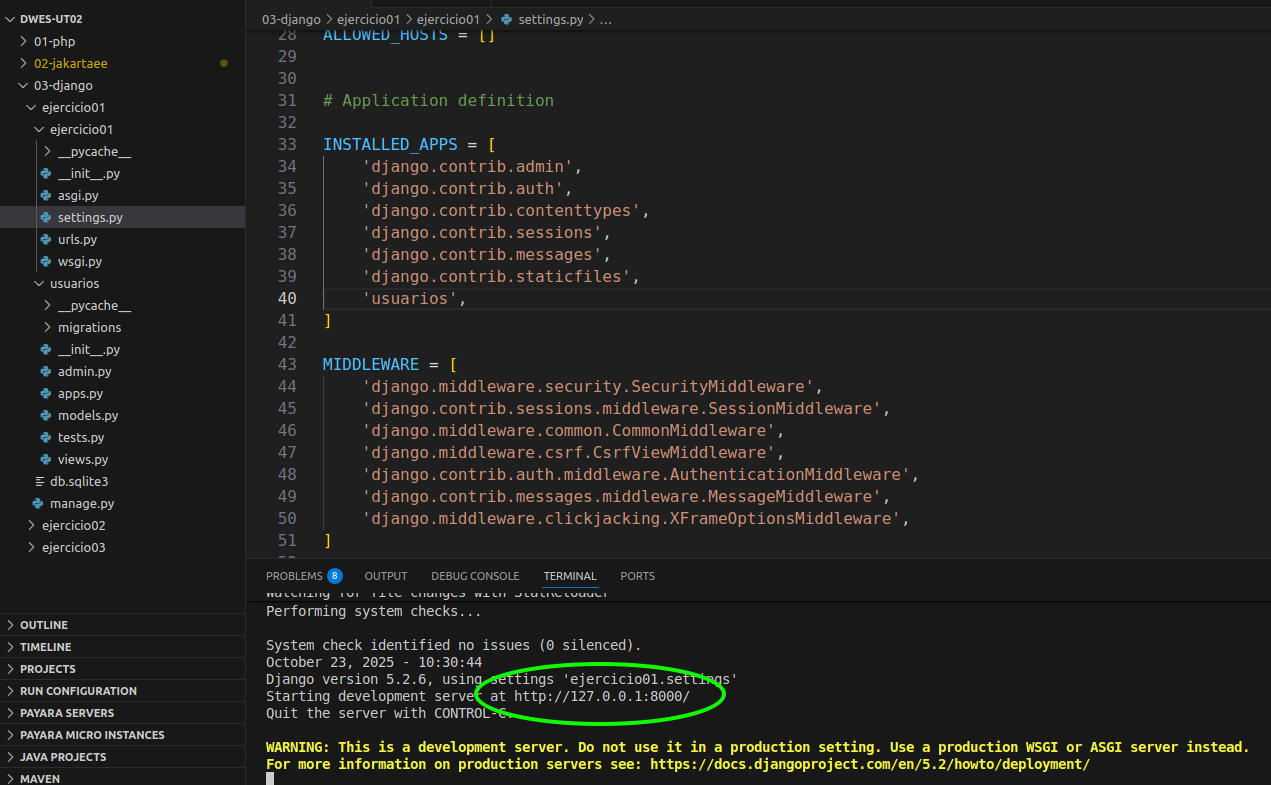 DWES-UT02
01-php
02-jakartaee
03-django
ejercicio01
ejercicio01
__pycache__
__init__.py
asgi.py
settings.py
urls.py
wsgi.py
usuarios
__pycache__
migrations
__init__.py
admin.py
apps.py
models.py
tests.py
views.py
db.sqlite3
manage.py
ejercicio02
ejercicio03
OUTLINE
TIMELINE
PROJECTS
RUN CONFIGURATION
PAYARA SERVERS
PAYARA MICRO INSTANCES
JAVA PROJECTS
MAVEN
03-django > ejercicio01 > ejercicio01 > settings.py > ...
28 ALLOWED_HOSTS = []
29
30
31 # Application definition
32
33 INSTALLED_APPS = [
34     'django.contrib.admin',
35     'django.contrib.auth',
36     'django.contrib.contenttypes',
37     'django.contrib.sessions',
38     'django.contrib.messages',
39     'django.contrib.staticfiles',
40     'usuarios',
41 ]
42
43 MIDDLEWARE = [
44     'django.middleware.security.SecurityMiddleware',
45     'django.contrib.sessions.middleware.SessionMiddleware',
46     'django.middleware.common.CommonMiddleware',
47     'django.middleware.csrf.CsrfViewMiddleware',
48     'django.contrib.auth.middleware.AuthenticationMiddleware',
49     'django.contrib.messages.middleware.MessageMiddleware',
50     'django.middleware.clickjacking.XFrameOptionsMiddleware',
51 ]
PROBLEMS 8 OUTPUT DEBUG CONSOLE TERMINAL PORTS
Watching for file changes with StatReloader
Performing system checks...
System check identified no issues (0 silenced).
October 23, 2025 - 10:30:44
Django version 5.2.6, using settings 'ejercicio01.settings'
Starting development server at http://127.0.0.1:8000/
Quit the server with CONTROL-C.
WARNING: This is a development server. Do not use it in a production setting. Use a production WSGI or ASGI server instead.
For more information on production servers see: https://docs.djangoproject.com/en/5.2/howto/deployment/